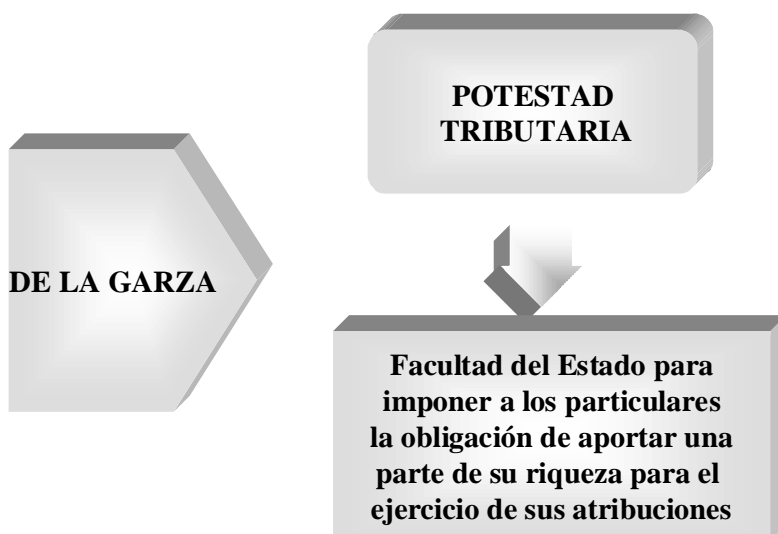 POTESTAD
TRIBUTARIA
DE LA GARZA
Facultad del Estado para
imponer a los particulares
la obligación de aportar una
parte de su riqueza para el
ejercicio de sus atribuciones